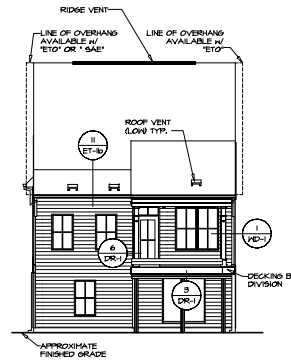 RIDGE VENT
LINE OF OVERHANG
AVAILABLE W/
"ETO" OR "SAE"
LINE OF OVERHANG
AVAILABLE W/
"ETO"
ROOF VENT
(LOW) TYP.
11
ET-1b
1
WD-1
6
DR-1
3
DR-1
DECKING B
DIVISION
APPROXIMATE
FINISHED GRADE